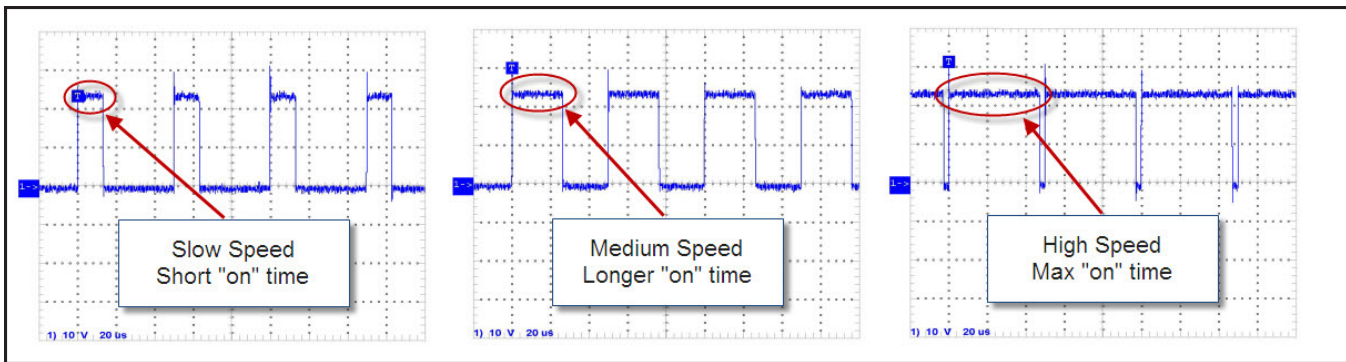 T
1->
Slow Speed
Short "on" time
1) 10 V 20 us
T
1->
Medium Speed
Longer "on" time
1) 10 V 20 us
T
1->
High Speed
Max "on" time
1) 10 V 20 us